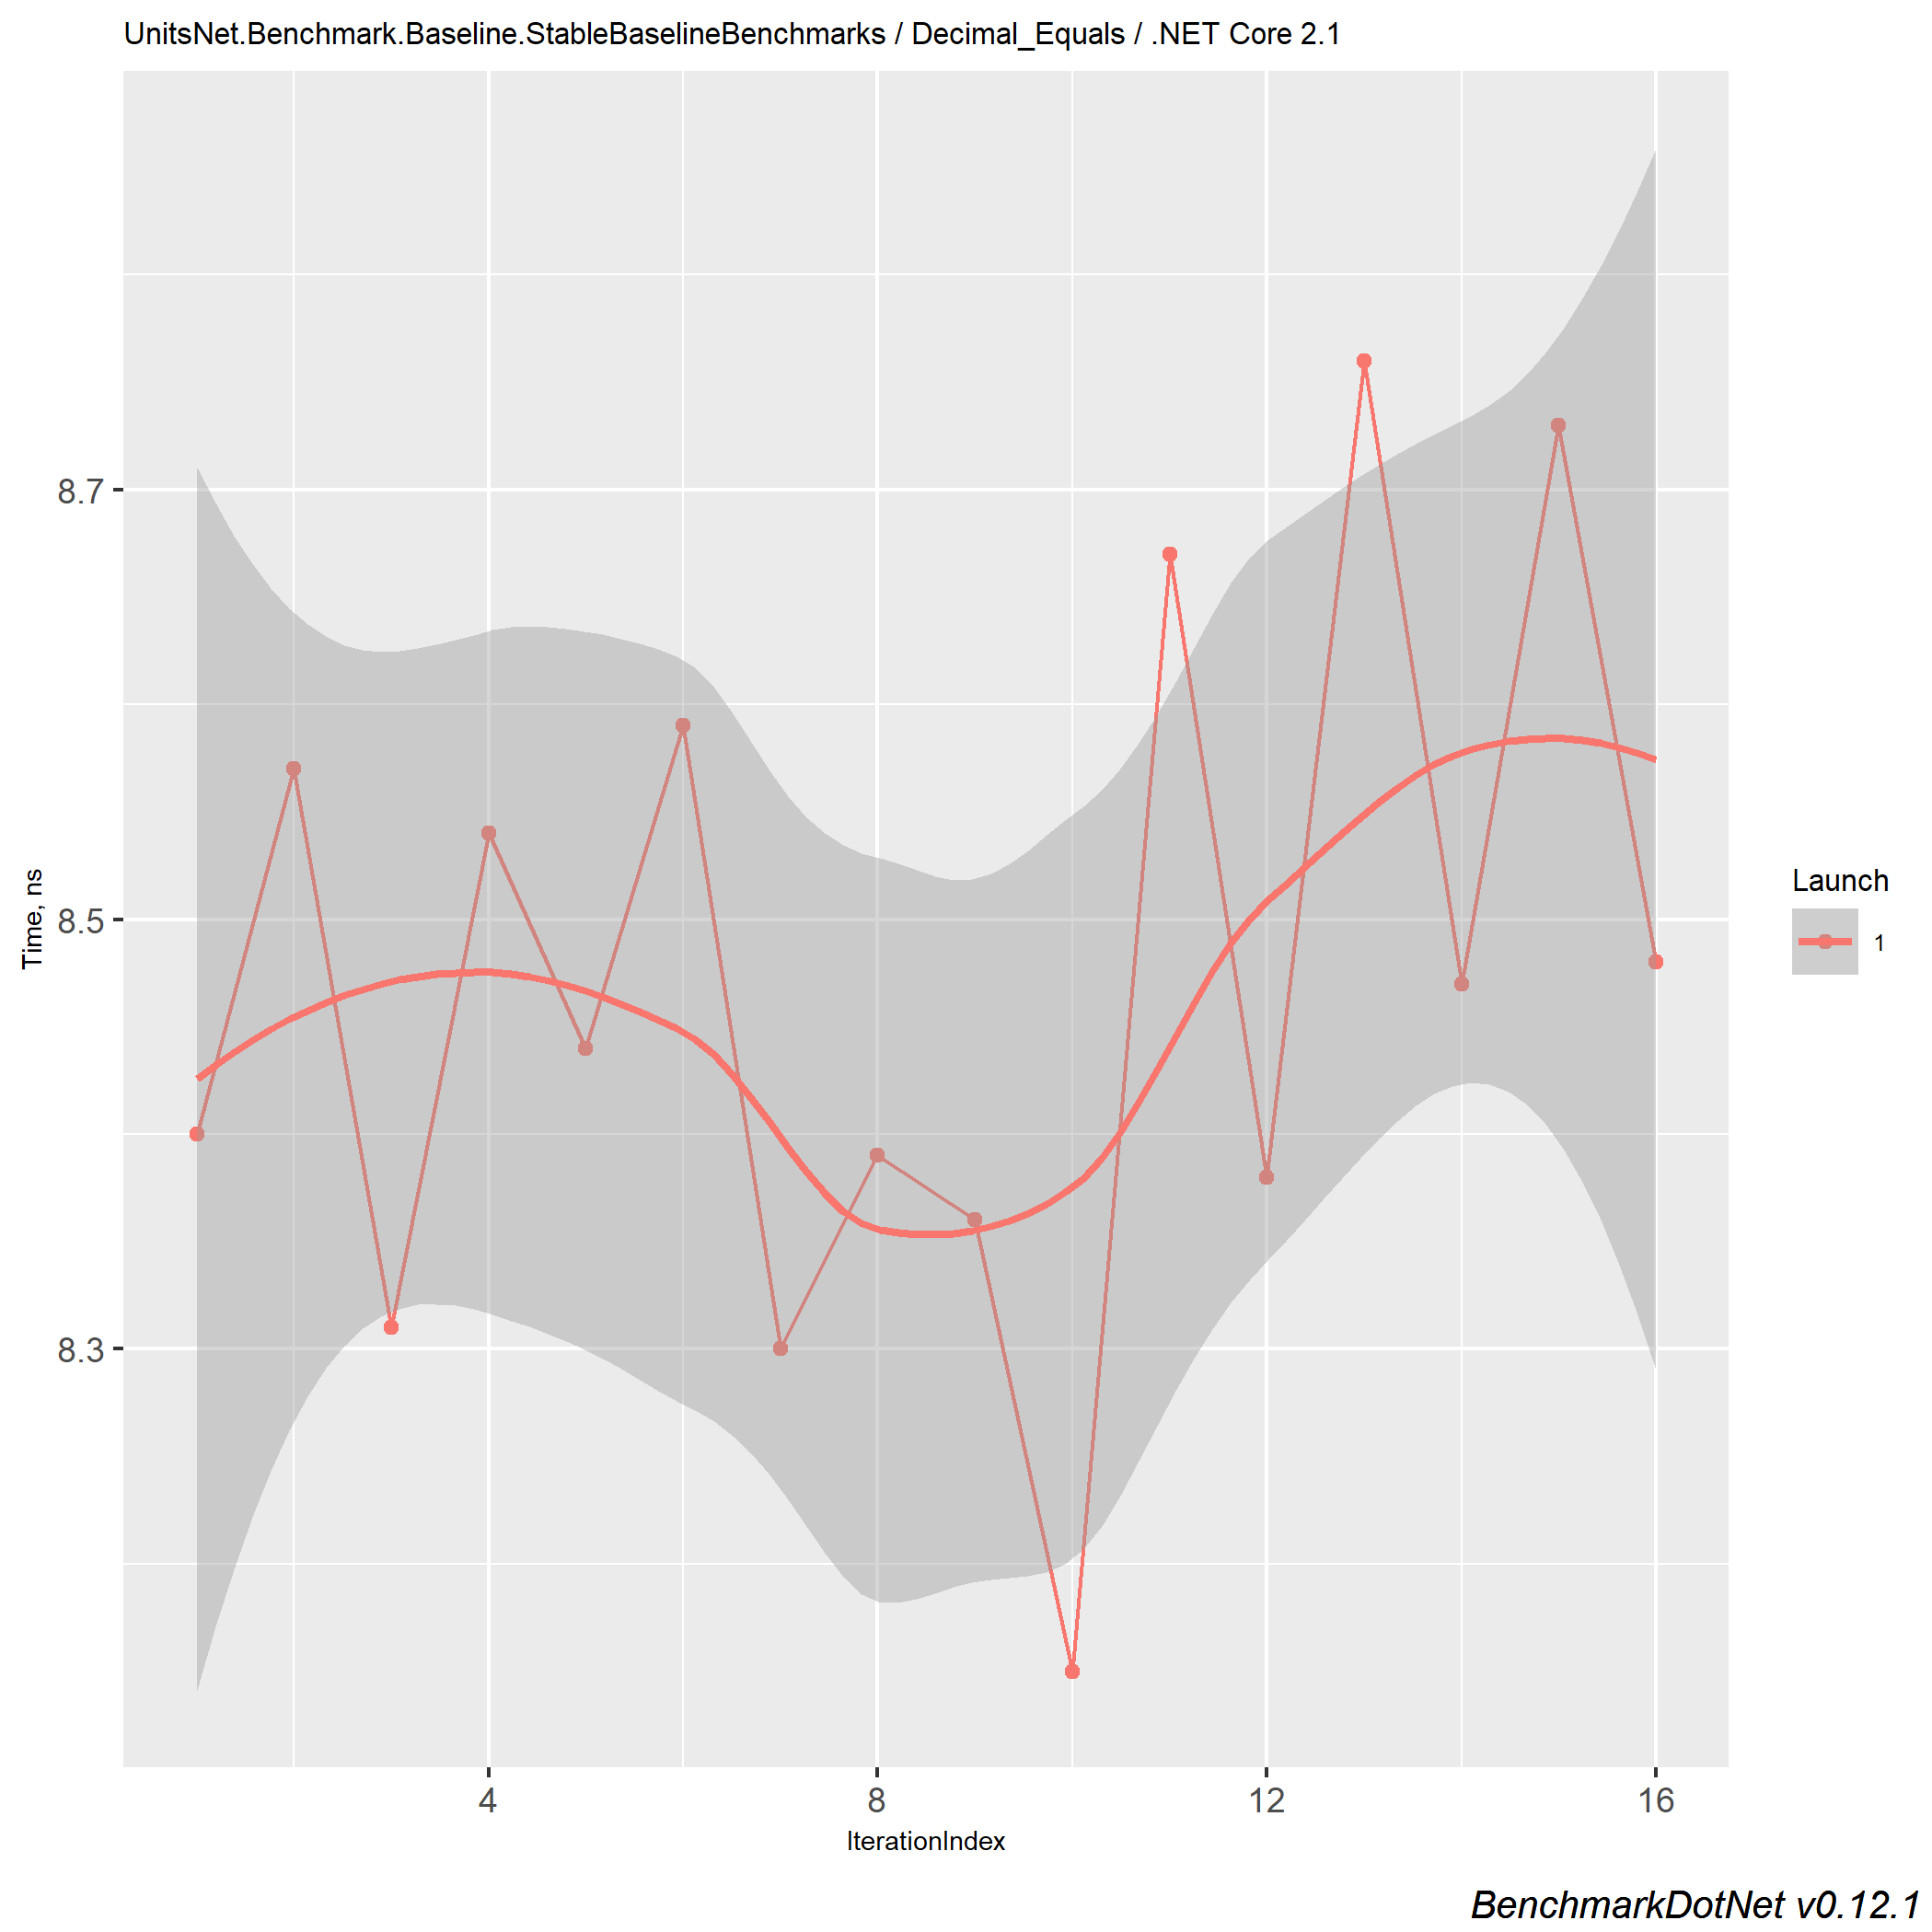 UnitsNet.Benchmark.Baseline.StableBaselineBenchmarks / Decimal_Equals / .NET Core 2.1
Time, ns
8.7
8.5
8.3
4 8 12 16
IterationIndex
Launch
1
BenchmarkDotNet v0.12.1